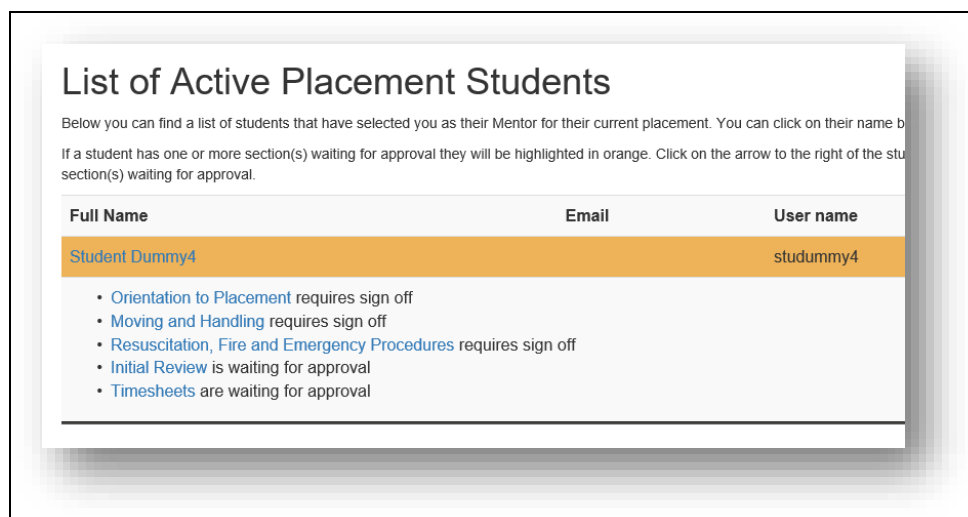 List of Active Placement Students
Below you can find a list of students that have selected you as their Mentor for their current placement. You can click on their name b
If a student has one or more section(s) waiting for approval they will be highlighted in orange. Click on the arrow to the right of the stu
section(s) waiting for approval.
Full Name Email User name
Student Dummy4 studummy4
• Orientation to Placement requires sign off
• Moving and Handling requires sign off
• Resuscitation, Fire and Emergency Procedures requires sign off
• Initial Review is waiting for approval
• Timesheets are waiting for approval